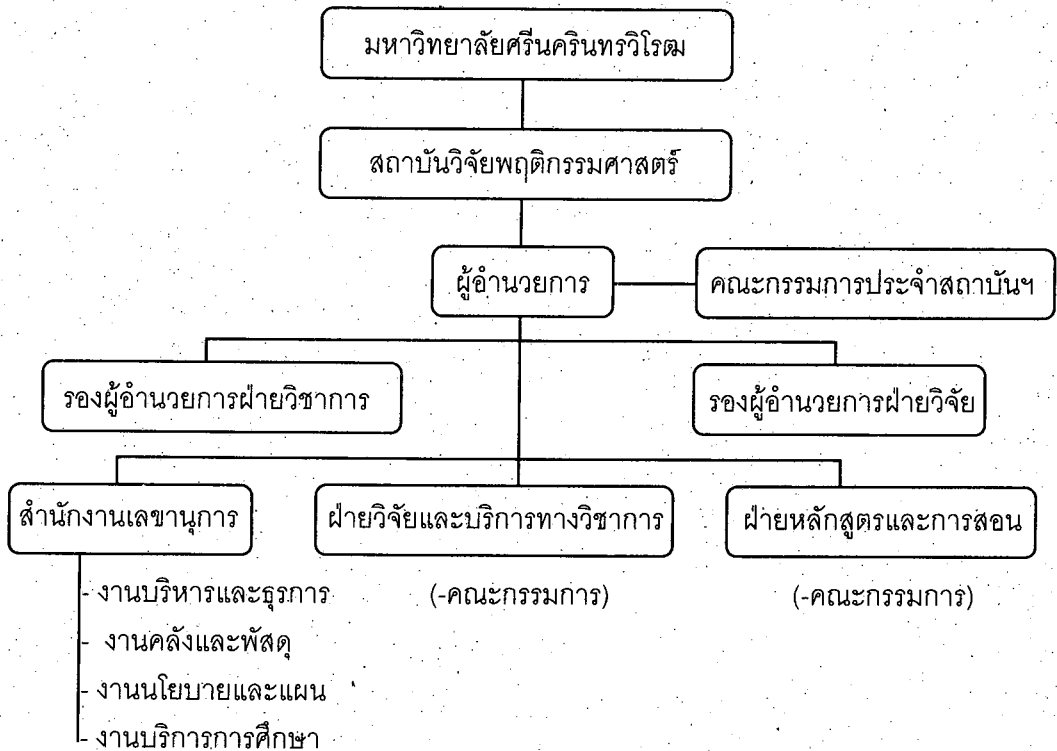 มหาวิทยาลัยศรีนครินทรวิโรฒ
สถาบันวิจัยพฤติกรรมศาสตร์
ผู้อำนวยการ
คณะกรรมการประจำสถาบันฯ
รองผู้อำนวยการฝ่ายวิชาการ
รองผู้อำนวยการฝ่ายวิจัย
สำนักงานเลขานุการ
ฝ่ายวิจัยและบริการทางวิชาการ
ฝ่ายหลักสูตรและการสอน
- งานบริหารและธุรการ
(-คณะกรรมการ)
(-คณะกรรมการ)
- งานคลังและพัสดุ
- งานนโยบายและแผน
- งานบริการการศึกษา